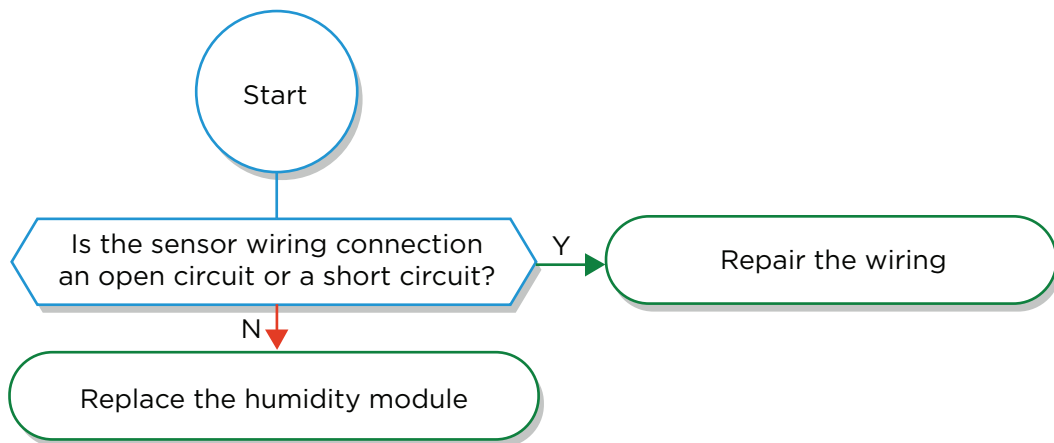 Start
Is the sensor wiring connection
an open circuit or a short circuit?
Y
Repair the wiring
N
Replace the humidity module